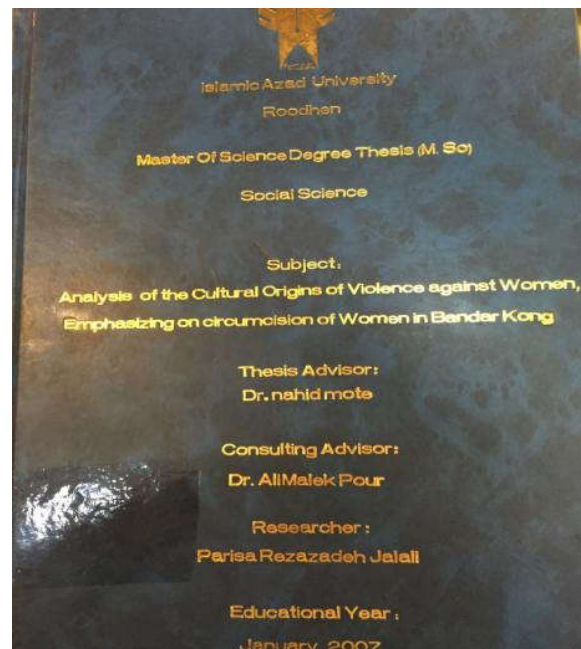 Islamic Azad University
Roodhen
Master Of Science Degree Thesis (M. Sc)
Social Science
Subject:
Analysis of the Cultural Origins of Violence against Women,
Emphasizing on circumcision of Women in Bandar Kong
Thesis Advisor:
Dr. nahid mote
Consulting Advisor:
Dr. Ali Malek Pour
Researcher:
Parisa Rezazadeh Jalali
Educational Year:
January, 2007